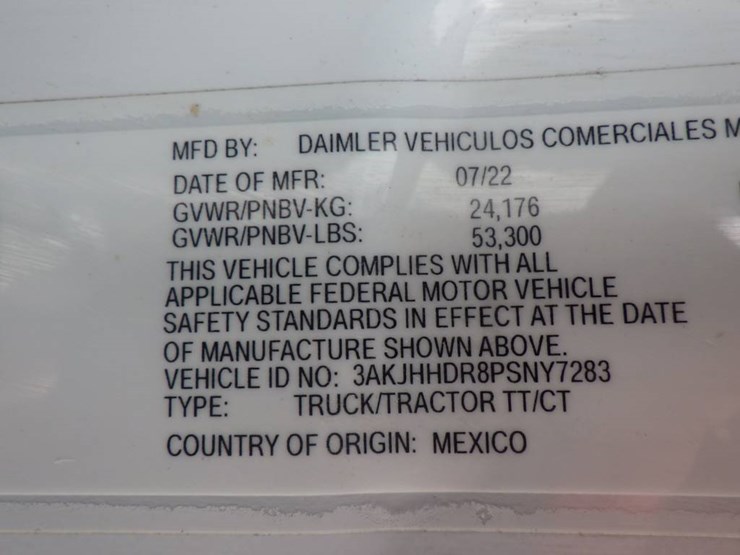 MFD BY: DAIMLER VEHICULOS COMERCIALES M
DATE OF MFR: 07/22
GVWR/PNBV-KG: 24,176
GVWR/PNBV-LBS: 53,300
THIS VEHICLE COMPLIES WITH ALL
APPLICABLE FEDERAL MOTOR VEHICLE
SAFETY STANDARDS IN EFFECT AT THE DATE
OF MANUFACTURE SHOWN ABOVE.
VEHICLE ID NO: 3AKJHHDR8PSNY7283
TYPE: TRUCK/TRACTOR TT/CT
COUNTRY OF ORIGIN: MEXICO